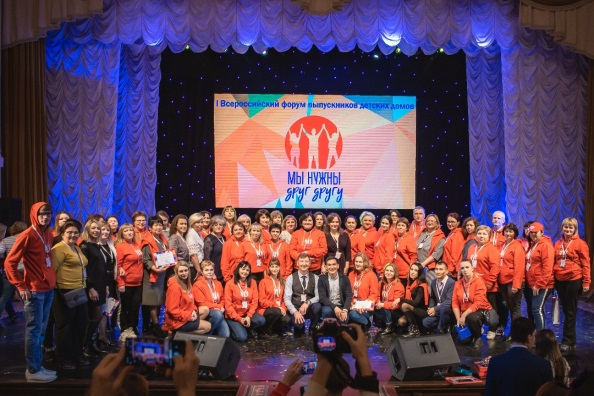 I Всероссийский форум выпускников детских домов
МЫ НУЖНЫ
друг другу